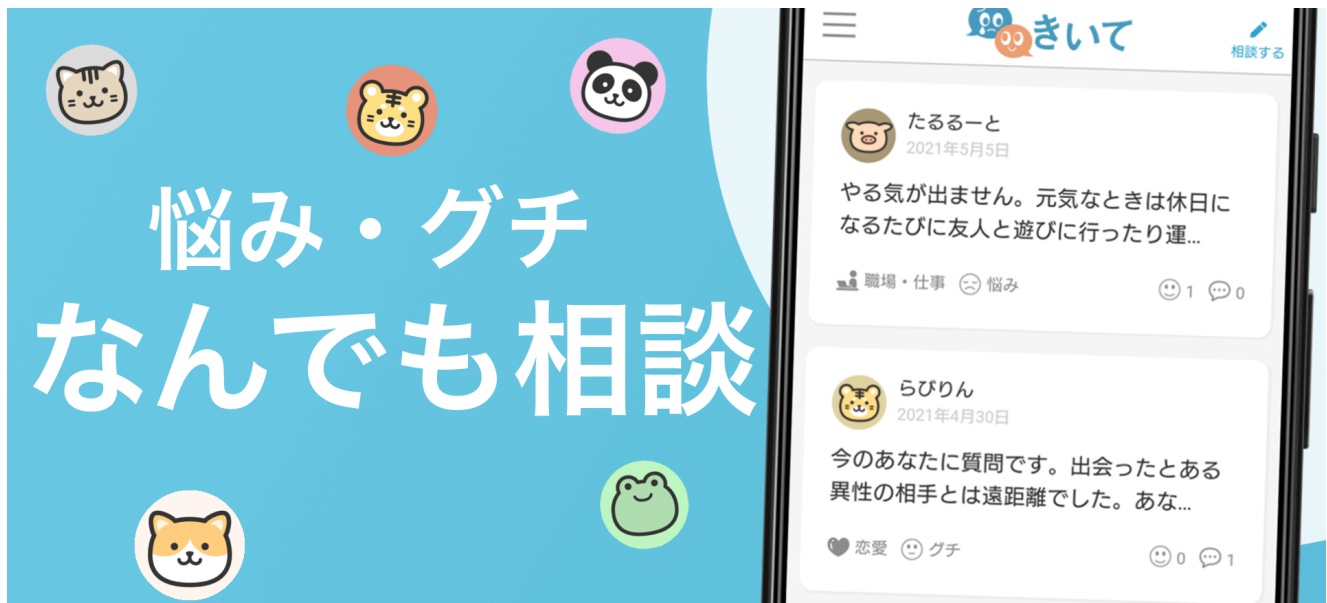 悩み・グチ
なんでも相談
きいて
相談する
たるるーと
2021年5月5日
やる気が出ません。元気なときは休日に
なるたびに友人と遊びに行ったり運...
職場・仕事 悩み 1 0
らびりん
2021年4月30日
今のあなたに質問です。出会ったとある
異性の相手とは遠距離でした。あな...
恋愛 グチ 0 1